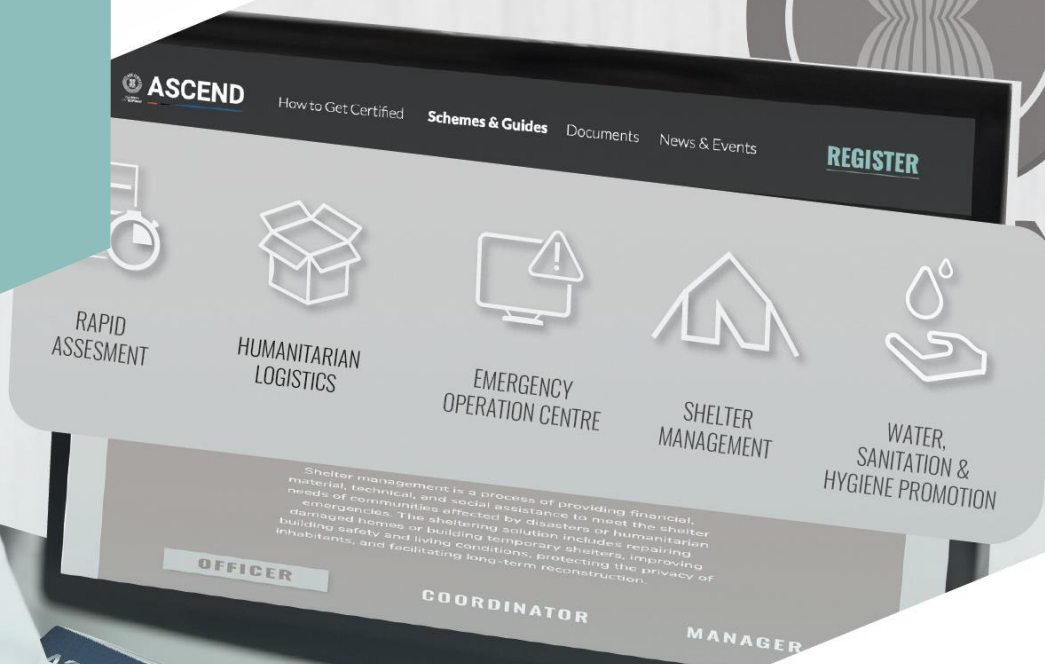 ASCEND
How to Get Certified
Schemes & Guides
Documents
News & Events
REGISTER
RAPID
ASSESMENT
HUMANITARIAN
LOGISTICS
EMERGENCY
OPERATION CENTRE
SHELTER
MANAGEMENT
WATER,
SANITATION &
HYGIENE PROMOTION
Shelter management is a process of providing financial,
material, technical, and social assistance to meet the shelter
needs of communities affected by disasters or humanitarian
emergencies. The sheltering solution includes repairing
damaged homes or building temporary shelters, improving
building safety and living conditions, protecting the privacy of
inhabitants, and facilitating long-term reconstruction.
OFFICER
COORDINATOR
MANAGER